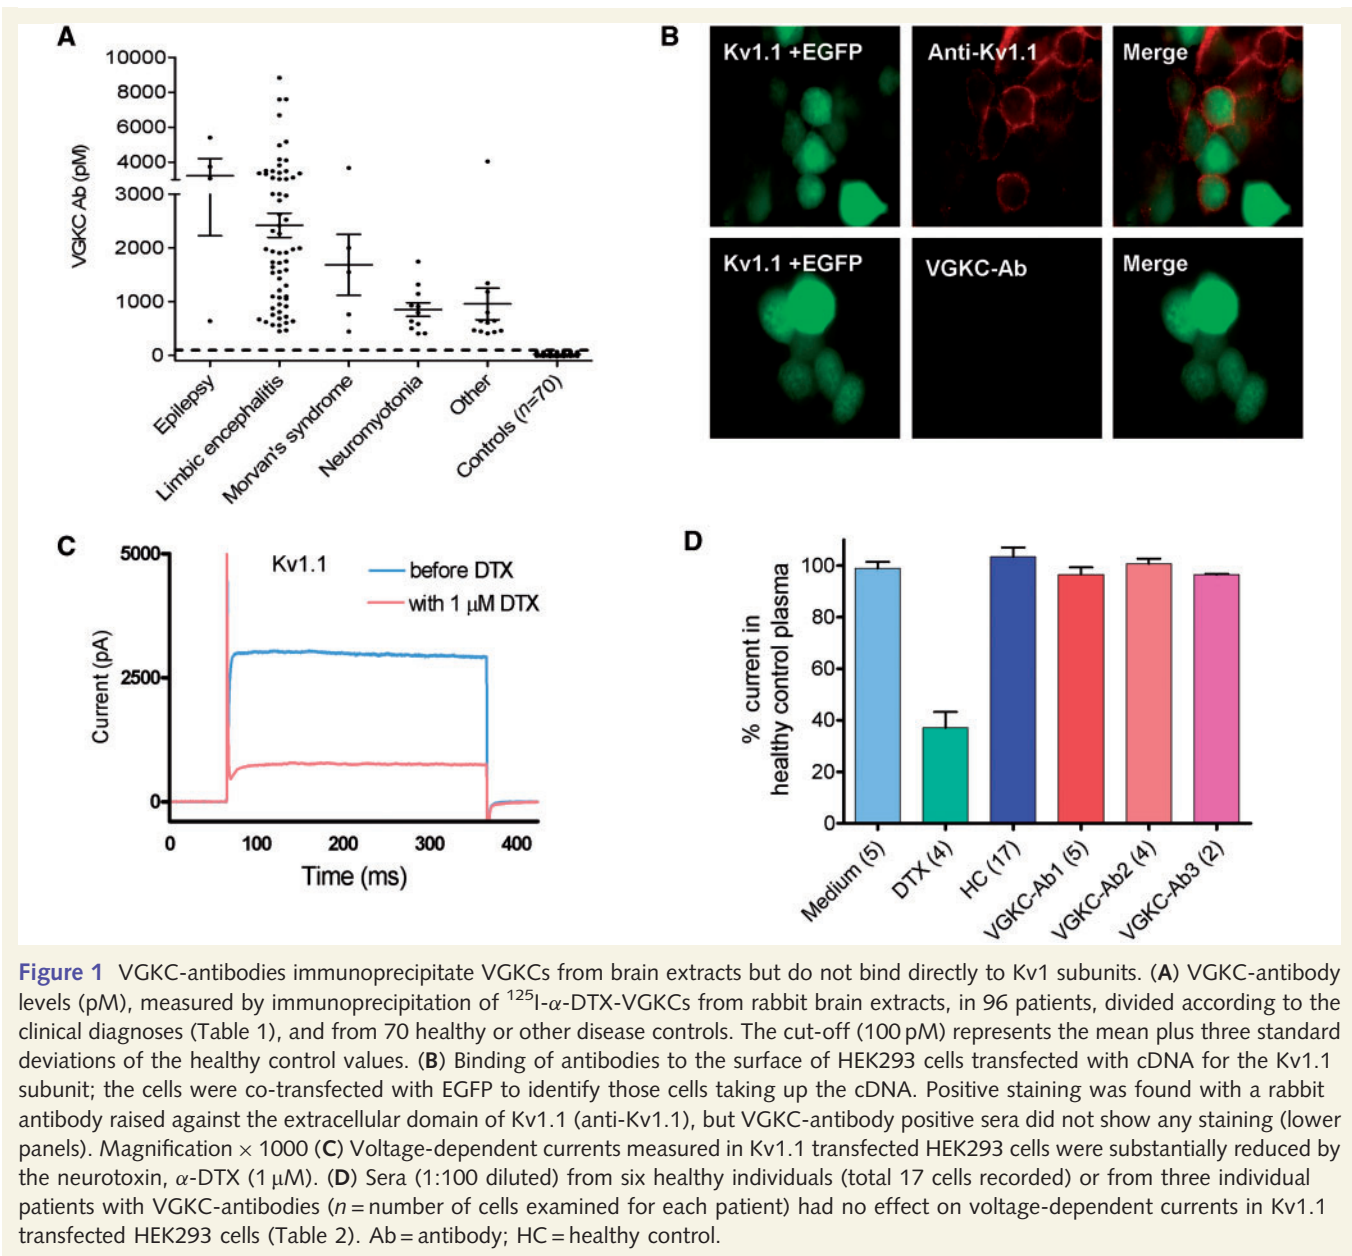 A
10000
8000
6000
4000
3000
2000
1000
0
VGKC Ab (pM)
Epilepsy
Limbic encephalitis
Morvan's syndrome
Neuromyotonia
Other
Controls (n=70)
B
Kv1.1 +EGFP
Anti-Kv1.1
Merge
Kv1.1 +EGFP
VGKC-Ab
Merge
C
Kv1.1
before DTX
with 1 μM DTX
5000
2500
0
Current (pA)
0 100 200 300 400
Time (ms)
D
100
80
60
40
20
0
% current in
healthy control plasma
Medium (5)
DTX (4)
HC (17)
VGKC-Ab1 (5)
VGKC-Ab2 (4)
VGKC-Ab3 (2)
Figure 1 VGKC-antibodies immunoprecipitate VGKCs from brain extracts but do not bind directly to Kv1 subunits. (A) VGKC-antibody
levels (pM), measured by immunoprecipitation of ¹²⁵I-α-DTX-VGKCs from rabbit brain extracts, in 96 patients, divided according to the
clinical diagnoses (Table 1), and from 70 healthy or other disease controls. The cut-off (100 pM) represents the mean plus three standard
deviations of the healthy control values. (B) Binding of antibodies to the surface of HEK293 cells transfected with cDNA for the Kv1.1
subunit; the cells were co-transfected with EGFP to identify those cells taking up the cDNA. Positive staining was found with a rabbit
antibody raised against the extracellular domain of Kv1.1 (anti-Kv1.1), but VGKC-antibody positive sera did not show any staining (lower
panels). Magnification × 1000 (C) Voltage-dependent currents measured in Kv1.1 transfected HEK293 cells were substantially reduced by
the neurotoxin, α-DTX (1 μM). (D) Sera (1:100 diluted) from six healthy individuals (total 17 cells recorded) or from three individual
patients with VGKC-antibodies (n = number of cells examined for each patient) had no effect on voltage-dependent currents in Kv1.1
transfected HEK293 cells (Table 2). Ab = antibody; HC = healthy control.